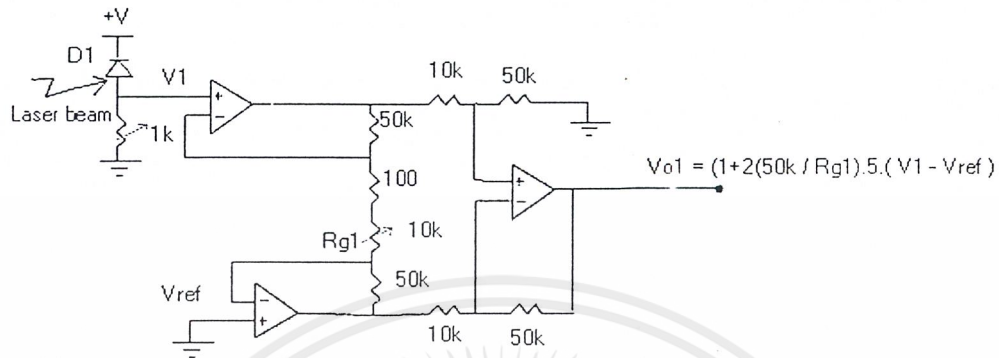 +V
D1
V1
Laser beam
1k
10k
50k
50k
100
Rg1
10k
50k
Vref
10k
50k
Vo1 = (1+2(50k / Rg1).5.( V1 - Vref )